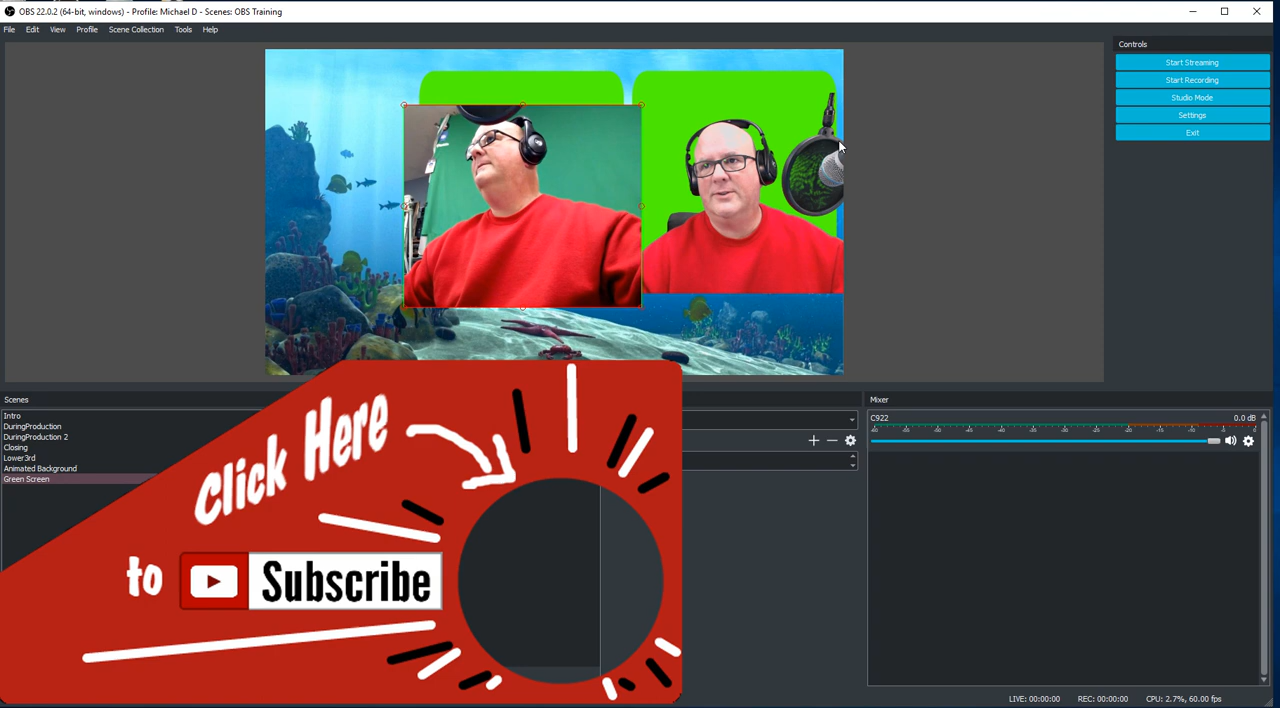 OBS 22.0.2 (64-bit, windows) - Profile: Michael D - Scenes: OBS Training
File Edit View Profile Scene Collection Tools Help
Controls
Start Streaming
Start Recording
Studio Mode
Settings
Exit
Scenes
Intro
DuringProduction
DuringProduction 2
Closing
Lower3rd
Animated Background
Green Screen
Click Here
to Subscribe
Mixer
C922 0.0 dB
LIVE: 00:00:00 REC: 00:00:00 CPU: 2.7%, 60.00 fps